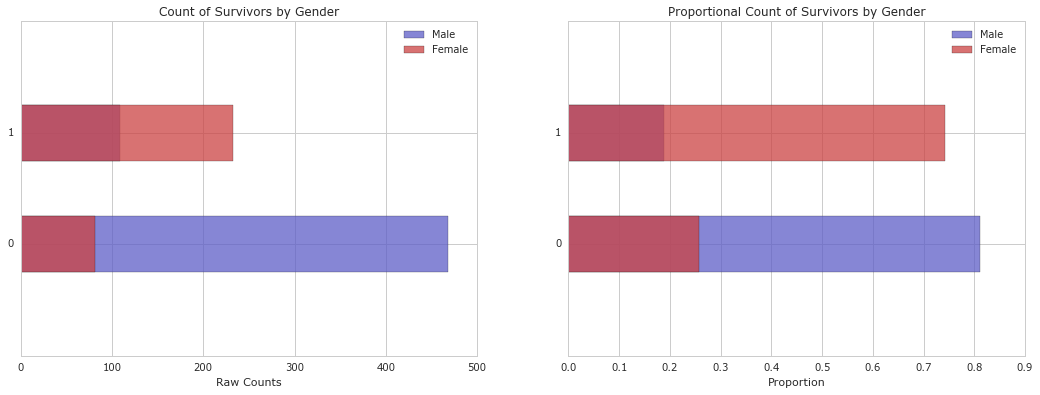 Count of Survivors by Gender
Male
Female
1
0
0 100 200 300 400 500
Raw Counts
Proportional Count of Survivors by Gender
Male
Female
1
0
0.0 0.1 0.2 0.3 0.4 0.5 0.6 0.7 0.8 0.9
Proportion